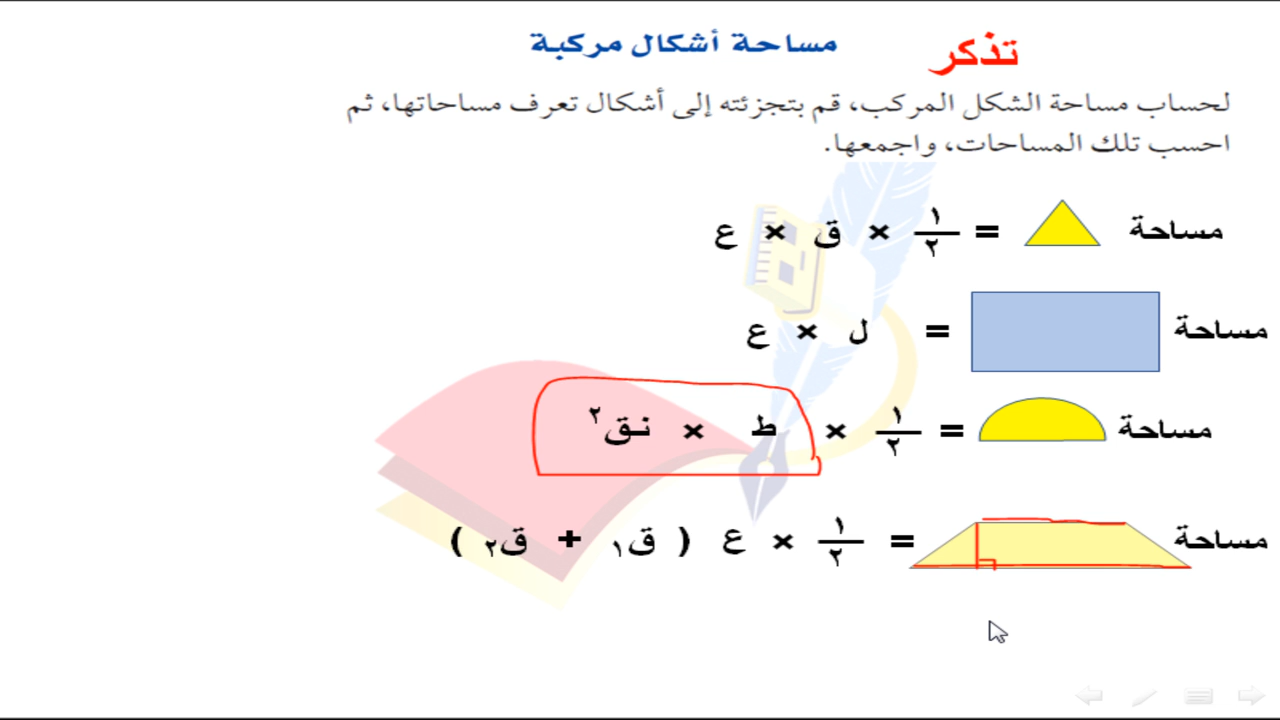 تذكر مساحة أشكال مركبة
لحساب مساحة الشكل المركب، قم بتجزئته إلى أشكال تعرف مساحاتها، ثم
احسب تلك المساحات، واجمعها.
مساحة = ١/٢ × ق × ع
مساحة = ل × ع
مساحة = ١/٢ × ط × نق٢
مساحة = ١/٢ × ع ( ق١ + ق٢ )